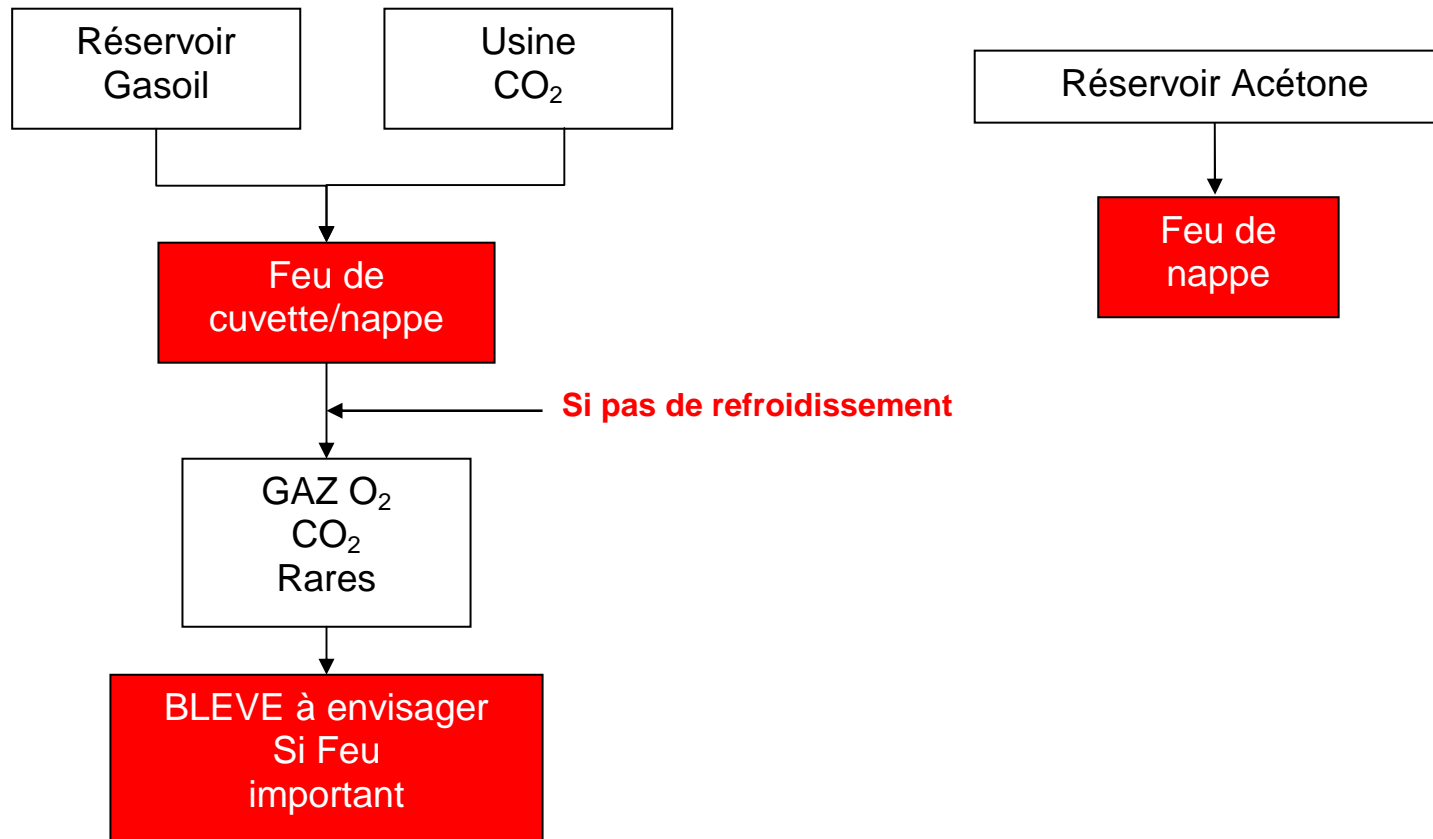 Réservoir
Gasoil
Usine
CO₂
Réservoir Acétone
Feu de
cuvette/nappe
Feu de
nappe
Si pas de refroidissement
GAZ O₂
CO₂
Rares
BLEVE à envisager
Si Feu
important